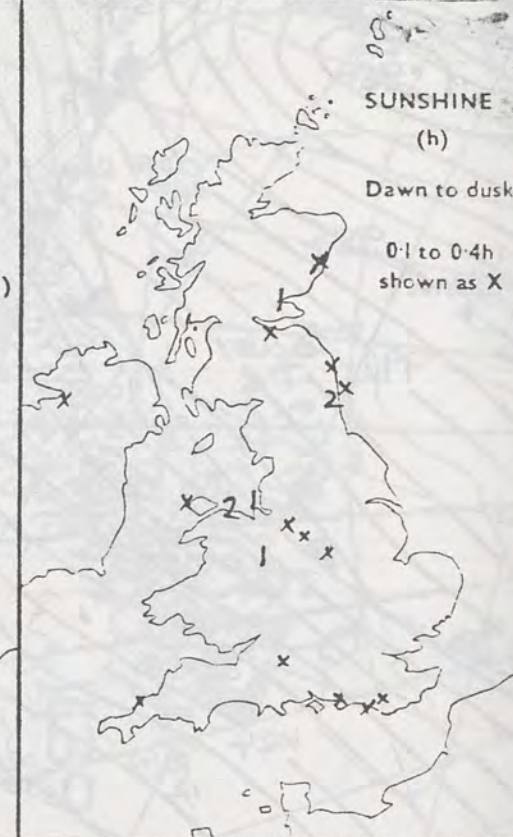 SUNSHINE
(h)
Dawn to dusk
0·1 to 0·4h
shown as X
)
X
1
X
X
X
2
X
X
2 1
X
X
1
X
X
X
X
X
X